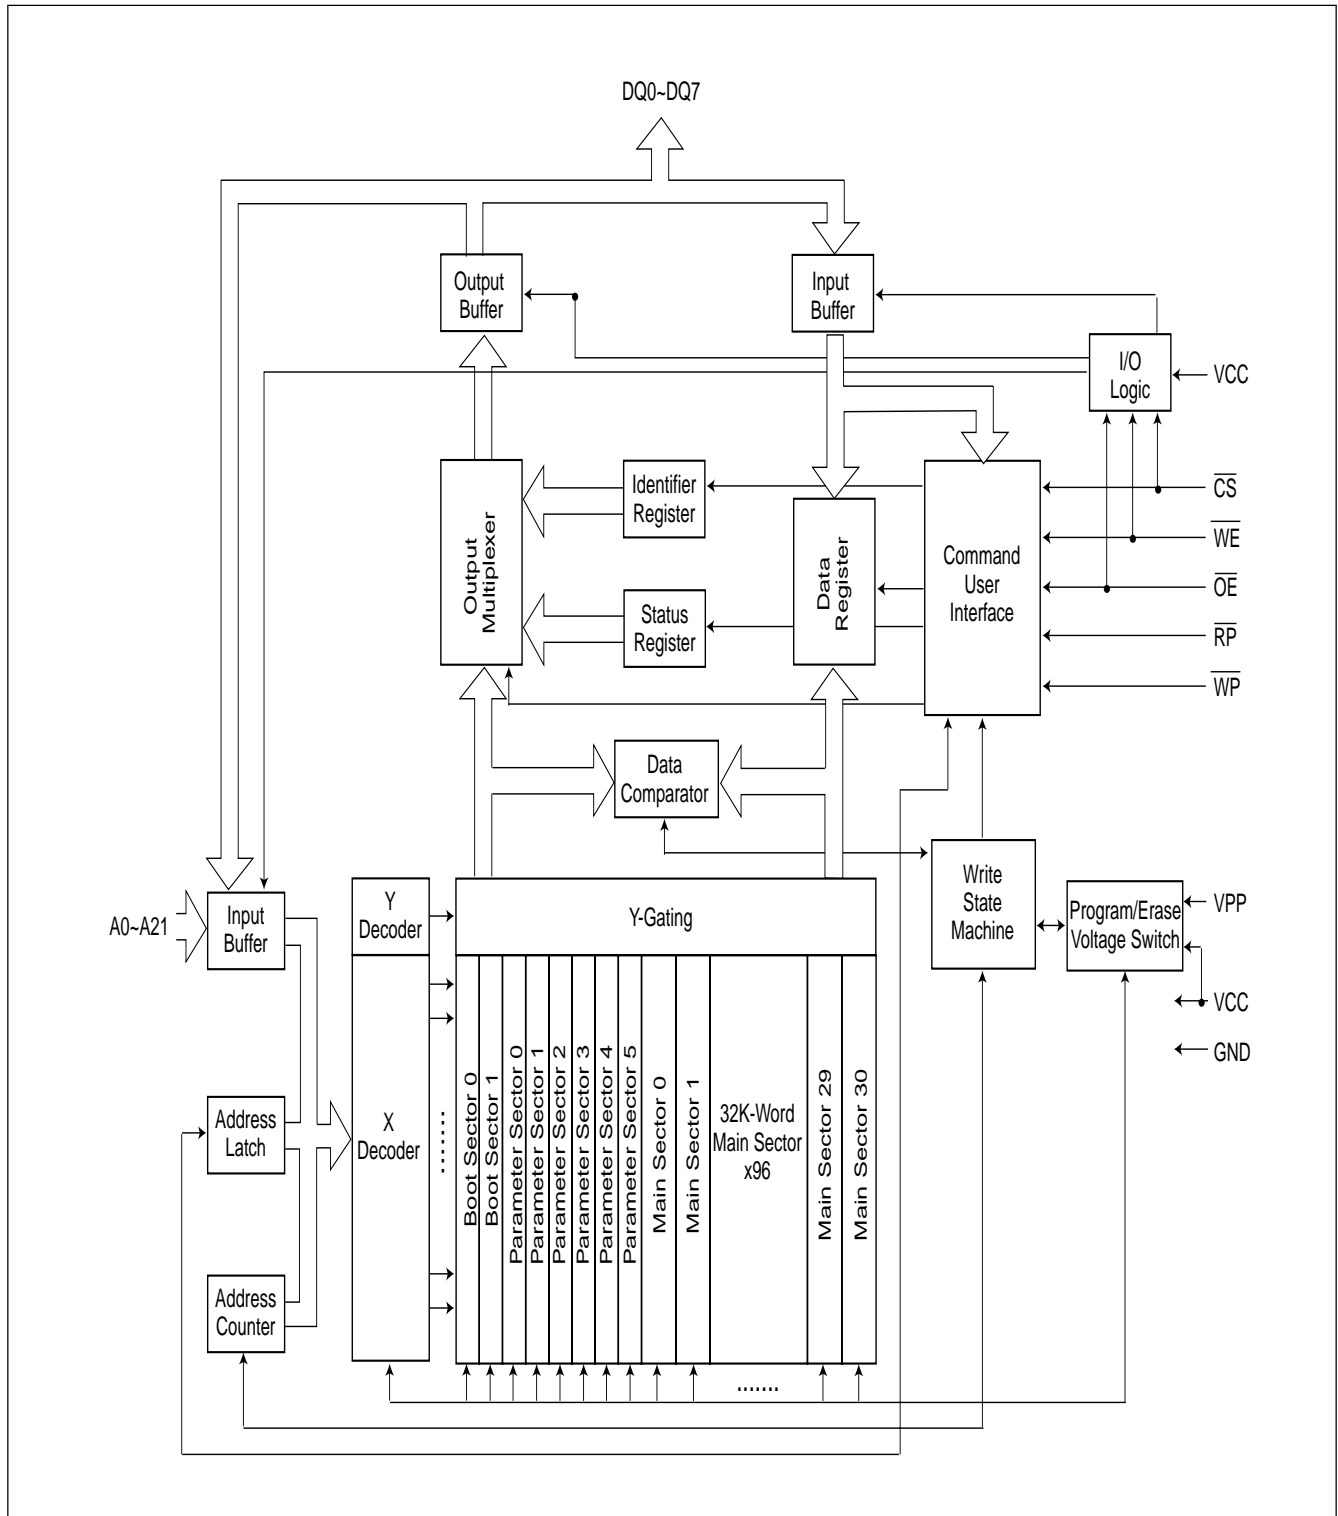 DQ0~DQ7
Output
Buffer
Input
Buffer
I/O
Logic
VCC
Output
Multiplexer
Identifier
Register
Data
Register
Status
Register
Command
User
Interface
CS
WE
OE
RP
WP
Data
Comparator
Write
State
Machine
Program/Erase
Voltage Switch
VPP
VCC
GND
A0~A21
Input
Buffer
Y
Decoder
Y-Gating
Address
Latch
X
Decoder
.......
Boot Sector 0
Boot Sector 1
Parameter Sector 0
Parameter Sector 1
Parameter Sector 2
Parameter Sector 3
Parameter Sector 4
Parameter Sector 5
Main Sector 0
Main Sector 1
32K-Word
Main Sector
x96
Main Sector 29
Main Sector 30
Address
Counter
.......